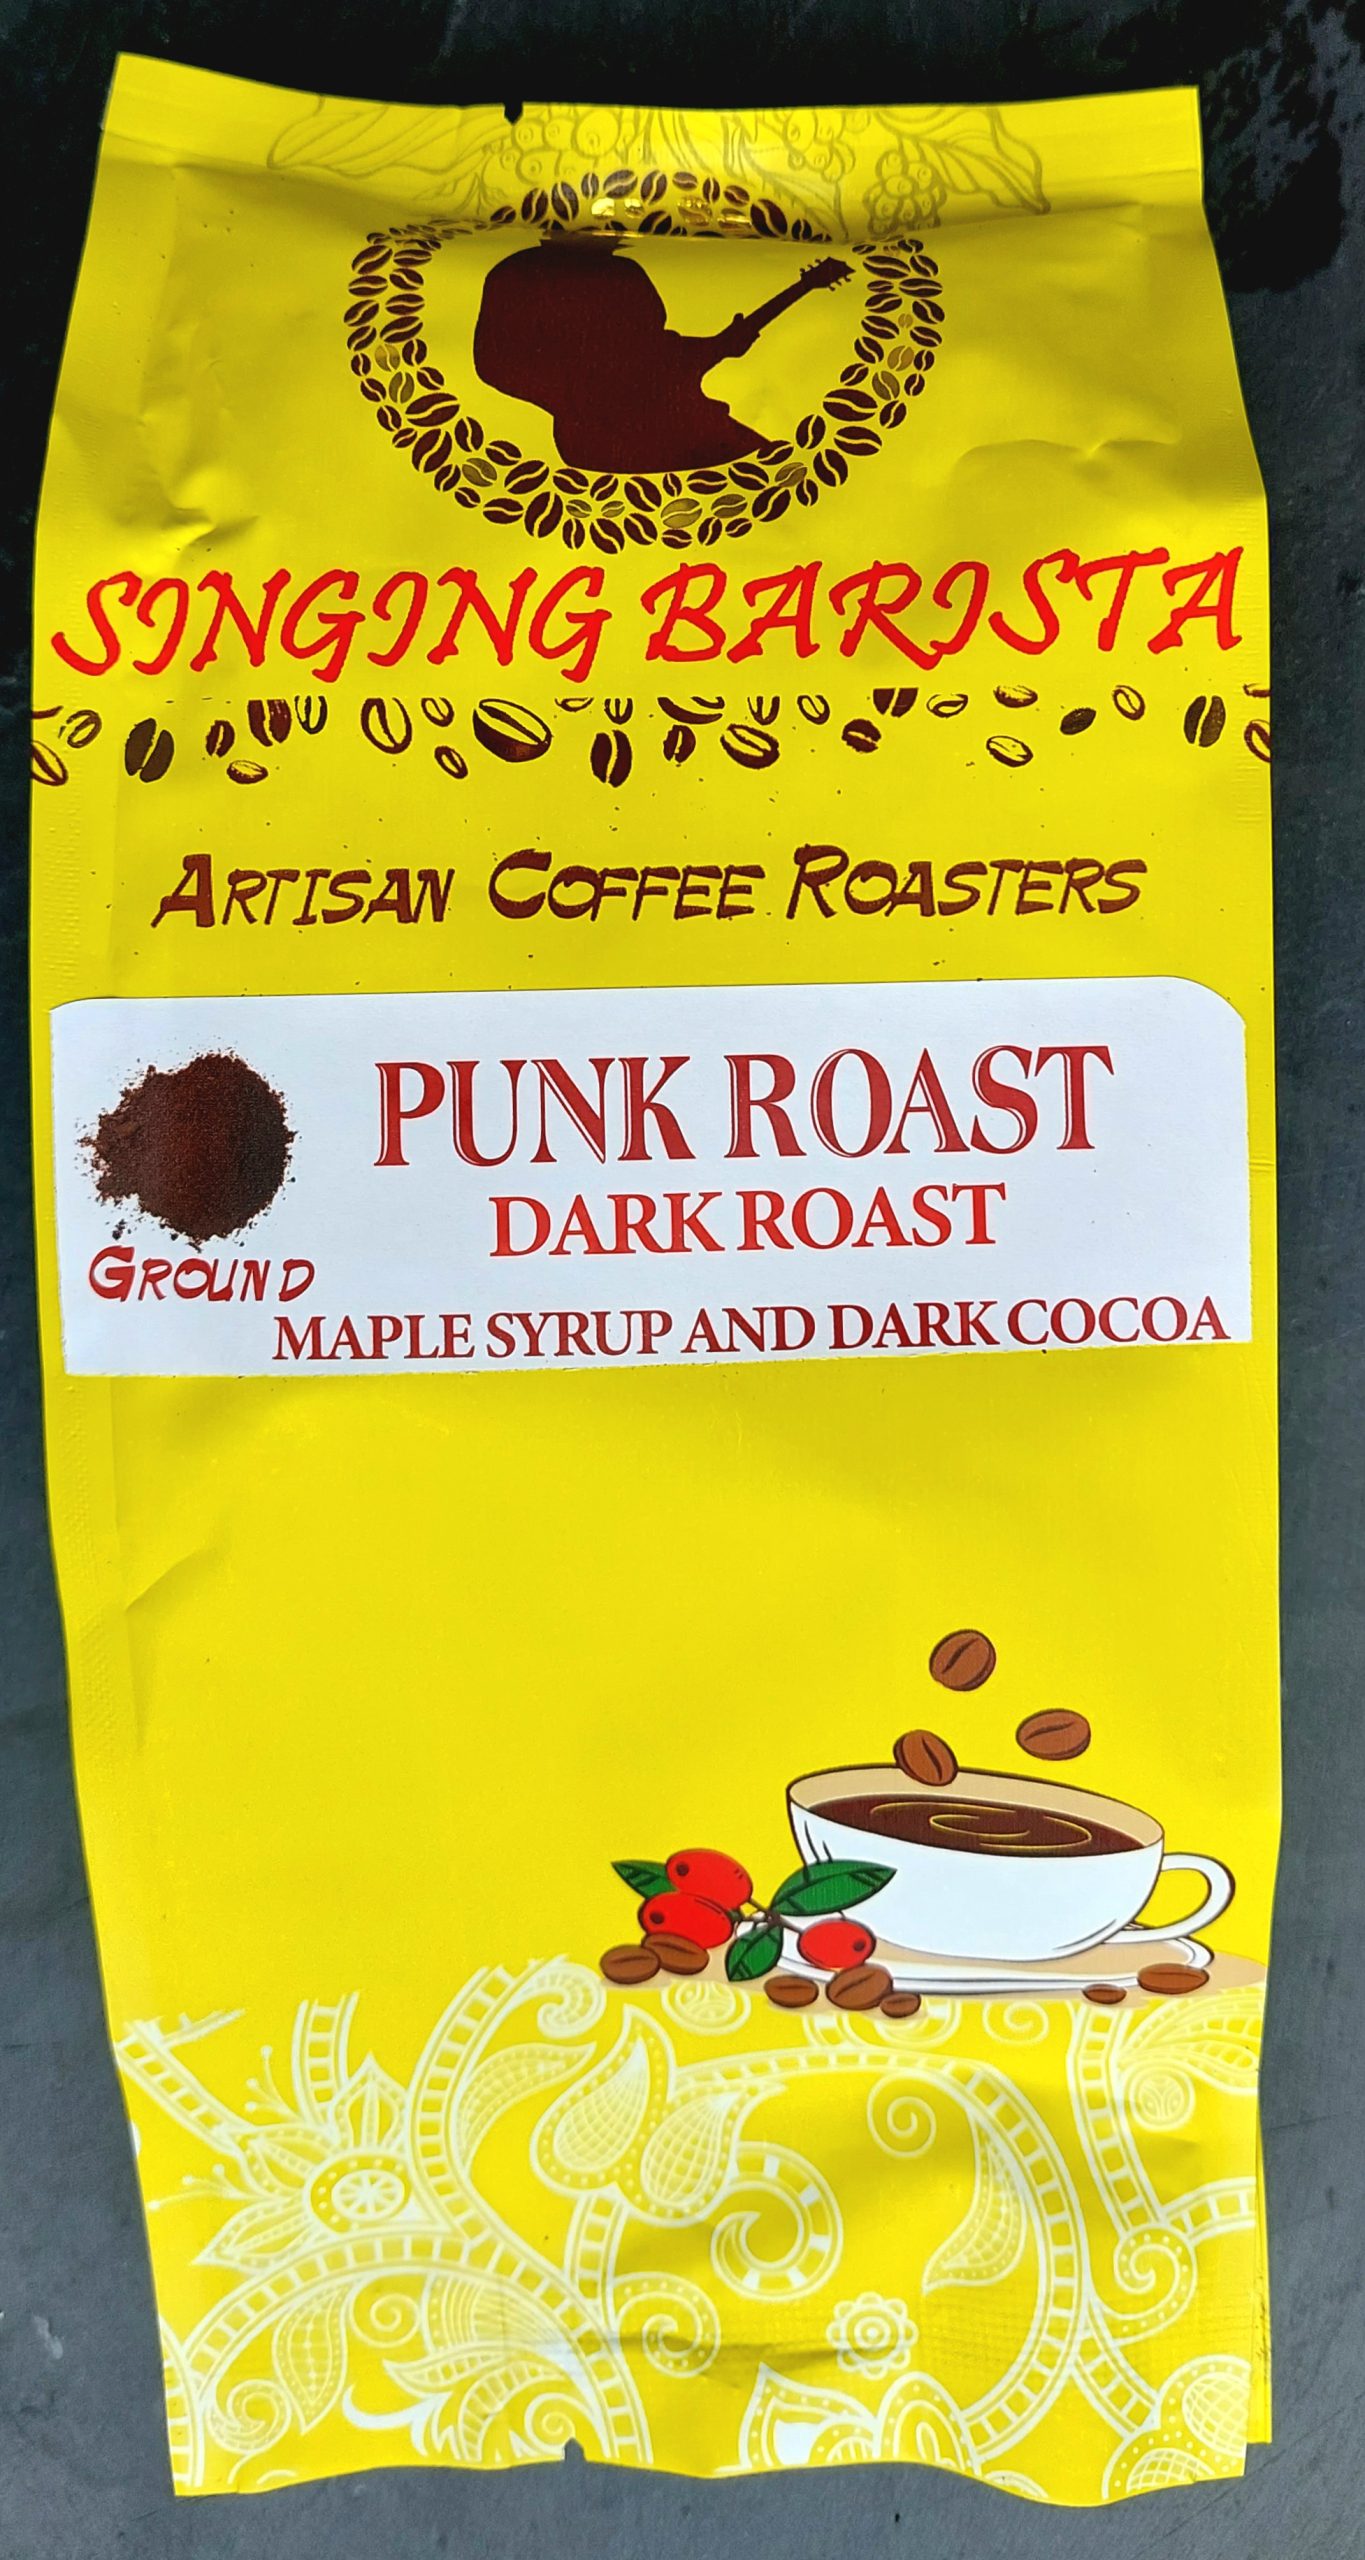 SINGING BARISTA
ARTISAN COFFEE ROASTERS
PUNK ROAST
DARK ROAST
GROUND
MAPLE SYRUP AND DARK COCOA